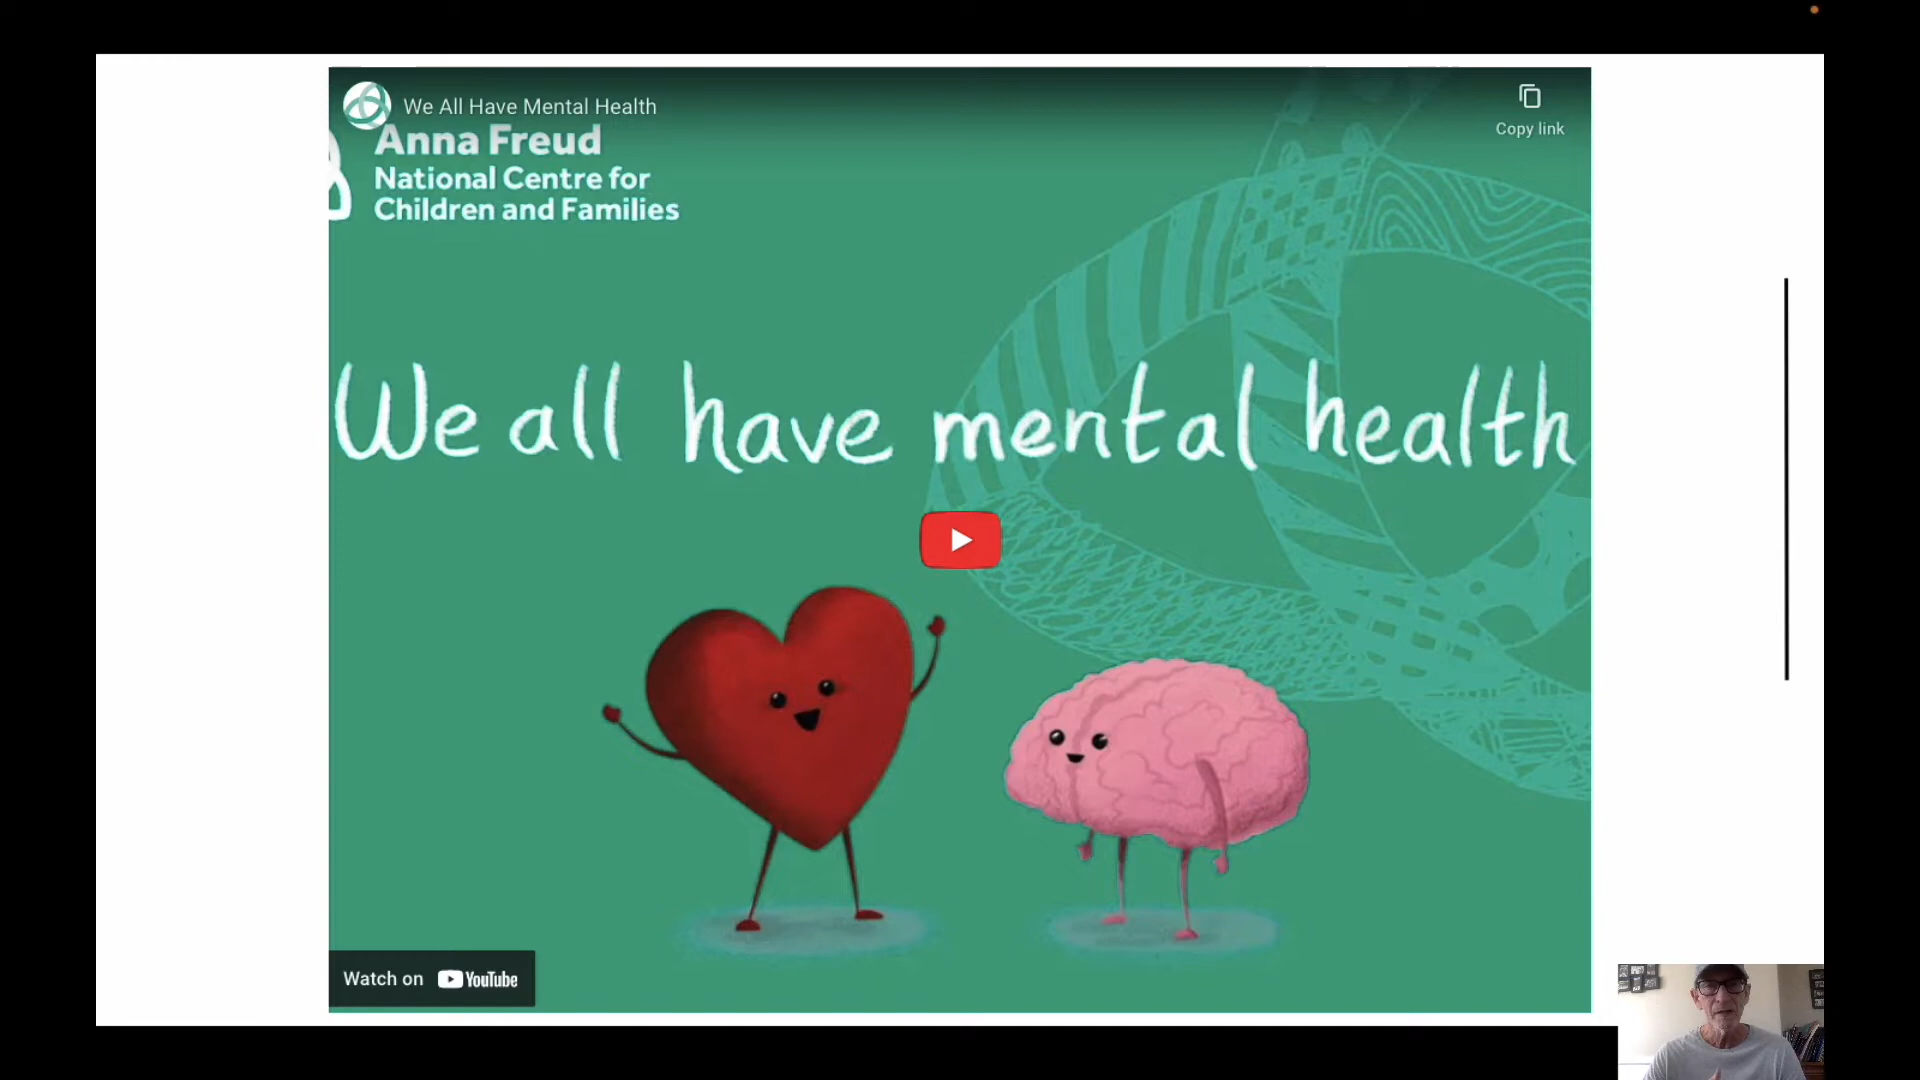 We All Have Mental Health
Copy link
Anna Freud
National Centre for
Children and Families
We all have mental health
Watch on YouTube